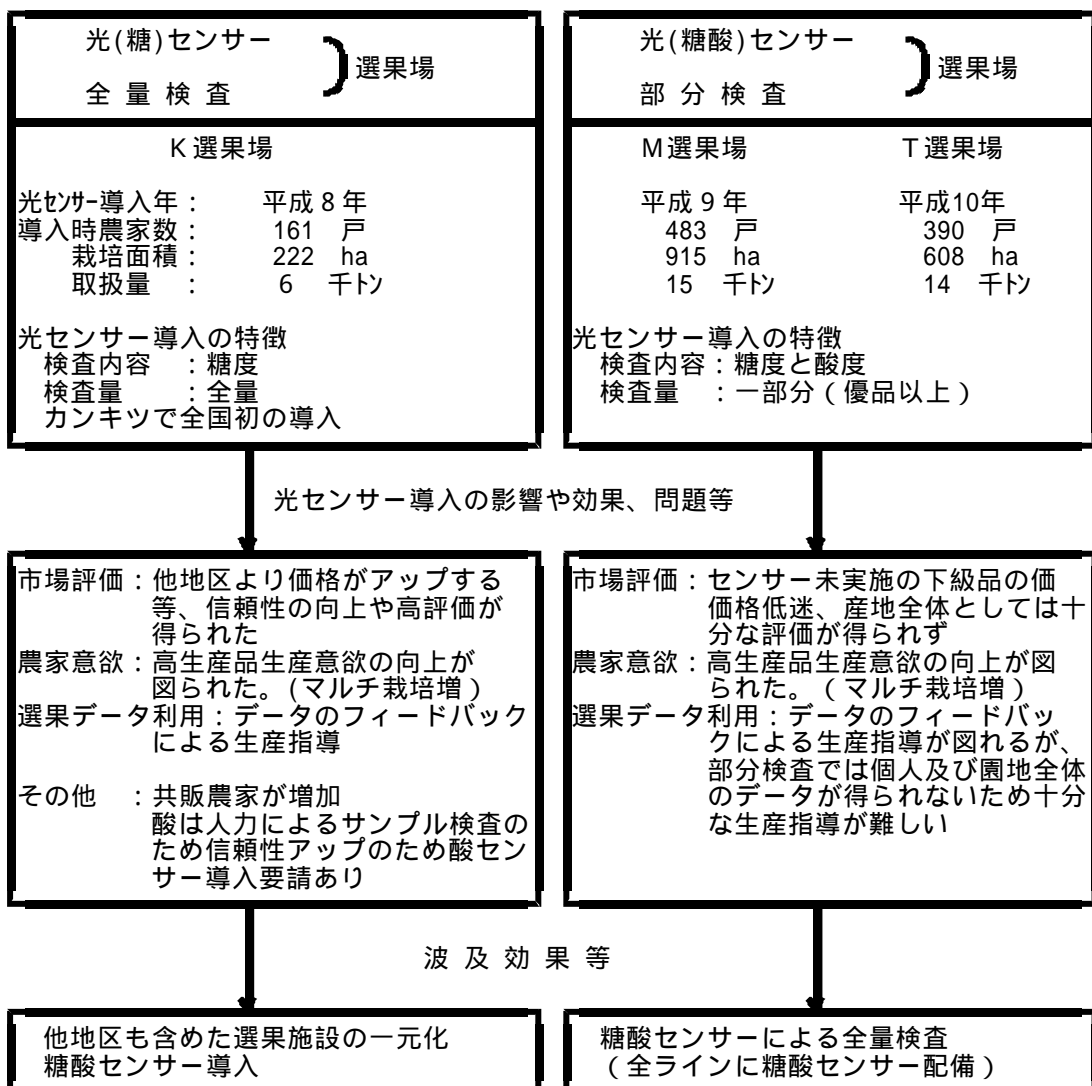 光(糖)センサー
全 量 検 査
選果場
K選果場
光センサー導入年： 平成８年
導入時農家数： 161 戸
栽培面積： 222 ha
取扱量 ： 6 千トン
光センサー導入の特徴
検査内容 ：糖度
検査量 ：全量
カンキツで全国初の導入
光(糖酸)センサー
部 分 検 査
選果場
M選果場 T選果場
平成９年 平成10年
483 戸 390 戸
915 ha 608 ha
15 千トン 14 千トン
光センサー導入の特徴
検査内容：糖度と酸度
検査量 ：一部分（優品以上）
光センサー導入の影響や効果、問題等
市場評価：他地区より価格がアップする
等、信頼性の向上や高評価が
得られた
農家意欲：高生産品生産意欲の向上が
図られた。(マルチ栽培増）
選果データ利用：データのフィードバック
による生産指導
その他 ：共販農家が増加
酸は人力によるサンプル検査の
ため信頼性アップのため酸セン
サー導入要請あり
市場評価：センサー未実施の下級品の価
価格低迷、産地全体としては十
分な評価が得られず
農家意欲：高生産品生産意欲の向上が図
られた。（マルチ栽培増）
選果データ利用：データのフィードバッ
クによる生産指導が図れるが、
部分検査では個人及び園地全体
のデータが得られないため十分
な生産指導が難しい
波 及 効 果 等
他地区も含めた選果施設の一元化
糖酸センサー導入
糖酸センサーによる全量検査
（全ラインに糖酸センサー配備）